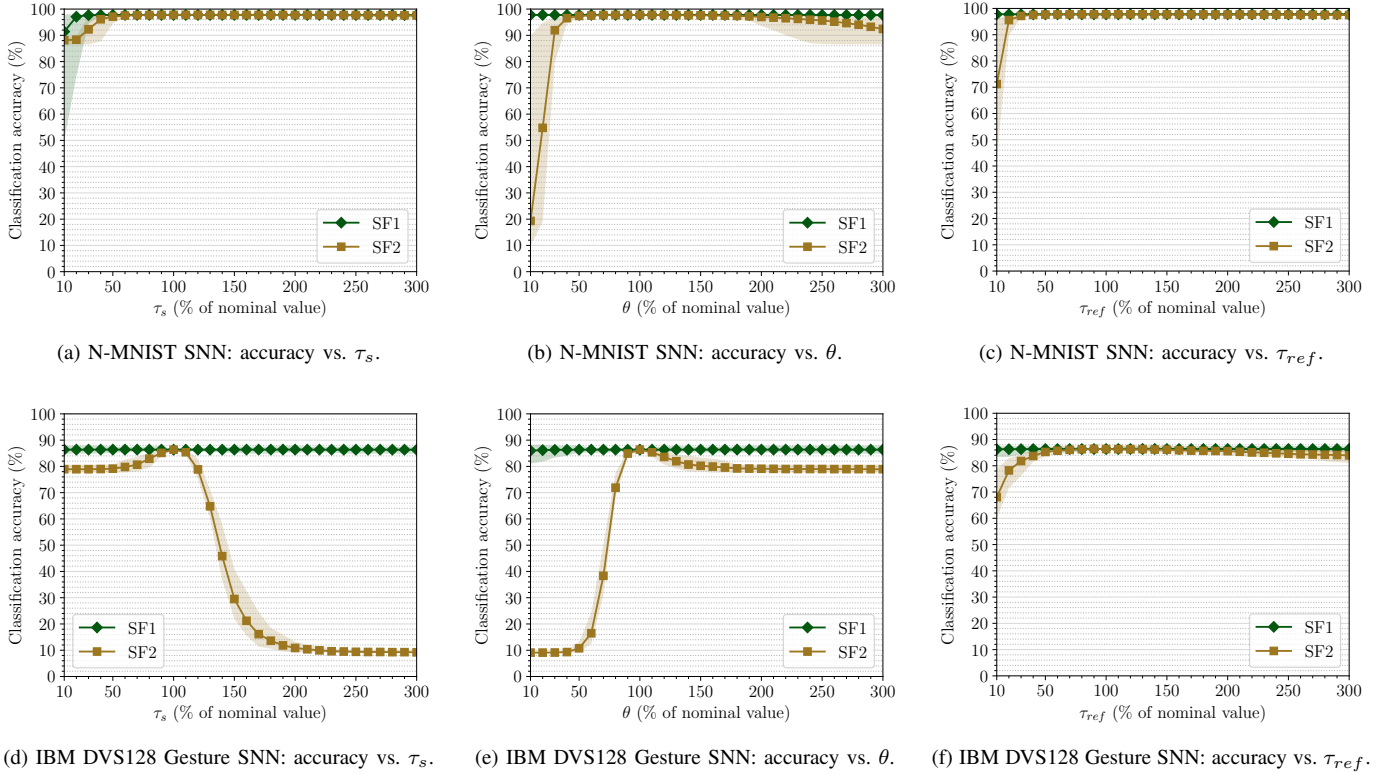 100
90
80
70
60
50
40
30
20
10
0
Classification accuracy (%)
10 50 100 150 200 250 300
τs (% of nominal value)
SF1
SF2
(a) N-MNIST SNN: accuracy vs. τs.
100
90
80
70
60
50
40
30
20
10
0
Classification accuracy (%)
10 50 100 150 200 250 300
θ (% of nominal value)
SF1
SF2
(b) N-MNIST SNN: accuracy vs. θ.
100
90
80
70
60
50
40
30
20
10
0
Classification accuracy (%)
10 50 100 150 200 250 300
τref (% of nominal value)
SF1
SF2
(c) N-MNIST SNN: accuracy vs. τref.
100
90
80
70
60
50
40
30
20
10
0
Classification accuracy (%)
10 50 100 150 200 250 300
τs (% of nominal value)
SF1
SF2
(d) IBM DVS128 Gesture SNN: accuracy vs. τs.
100
90
80
70
60
50
40
30
20
10
0
Classification accuracy (%)
10 50 100 150 200 250 300
θ (% of nominal value)
SF1
SF2
(e) IBM DVS128 Gesture SNN: accuracy vs. θ.
100
90
80
70
60
50
40
30
20
10
0
Classification accuracy (%)
10 50 100 150 200 250 300
τref (% of nominal value)
SF1
SF2
(f) IBM DVS128 Gesture SNN: accuracy vs. τref.